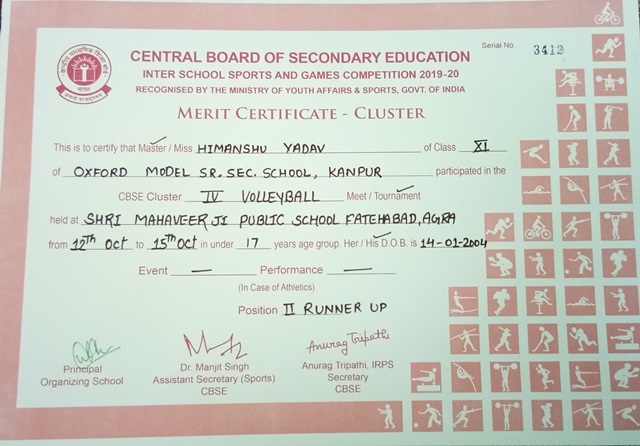 CENTRAL BOARD OF SECONDARY EDUCATION
Serial No. 3412
INTER SCHOOL SPORTS AND GAMES COMPETITION 2019-20
RECOGNISED BY THE MINISTRY OF YOUTH AFFAIRS & SPORTS, GOVT. OF INDIA
MERIT CERTIFICATE - CLUSTER
This is to certify that Master / Miss HIMANSHU YADAV of Class XI
of OXFORD MODEL SR. SEC. SCHOOL, KANPUR participated in the
CBSE Cluster IV VOLLEYBALL Meet / Tournament
held at SHRI MAHAVEER JI PUBLIC SCHOOL FATEHABAD, AGRA
from 12th Oct to 15th Oct in under 17 years age group. Her / His D.O.B. is 14-01-2004
Event — Performance —
(In Case of Athletics)
Position II RUNNER UP
Anurag Tripathi
Principal
Organizing School
Dr. Manjit Singh
Assistant Secretary (Sports)
CBSE
Anurag Tripathi, IRPS
Secretary
CBSE